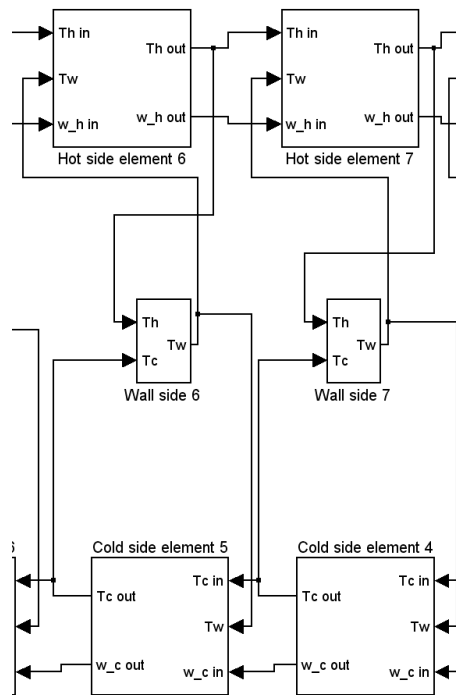 Th in
Th out
Tw
w_h out
w_h in
Hot side element 6
Th in
Th out
Tw
w_h out
w_h in
Hot side element 7
Th
Tw
Tc
Wall side 6
Th
Tw
Tc
Wall side 7
Cold side element 5
Tc in
Tc out
Tw
w_c out
w_c in
Cold side element 4
Tc in
Tc out
Tw
w_c out
w_c in